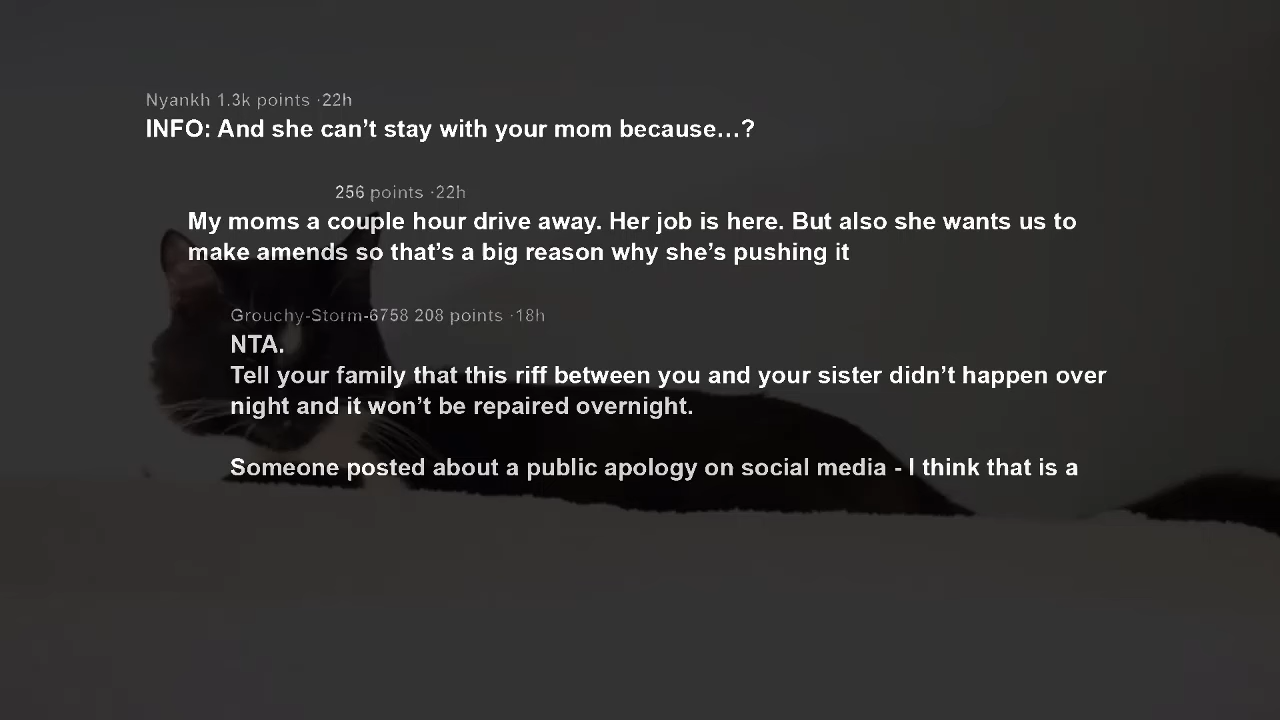 Nyankh 1.3k points ·22h
INFO: And she can’t stay with your mom because…?
256 points ·22h
My moms a couple hour drive away. Her job is here. But also she wants us to
make amends so that’s a big reason why she’s pushing it
Grouchy-Storm-6758 208 points ·18h
NTA.
Tell your family that this riff between you and your sister didn’t happen over
night and it won’t be repaired overnight.
Someone posted about a public apology on social media - I think that is a